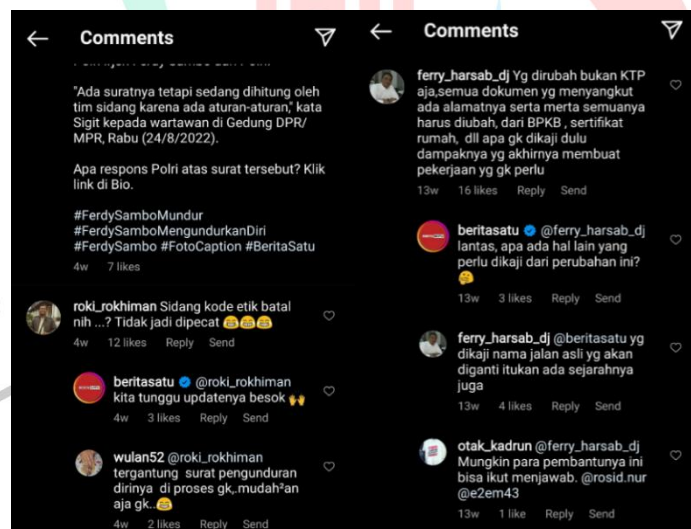 Comments
"Ada suratnya tetapi sedang dihitung oleh
tim sidang karena ada aturan-aturan," kata
Sigit kepada wartawan di Gedung DPR/
MPR, Rabu (24/8/2022).
Apa respons Polri atas surat tersebut? Klik
link di Bio.
#FerdySamboMundur
#FerdySamboMengundurkanDiri
#FerdySambo #FotoCaption #BeritaSatu
4w 7 likes
roki_rokhiman Sidang kode etik batal
nih ...? Tidak jadi dipecat 😂😂😂
4w 12 likes Reply Send
beritasatu @roki_rokhiman
kita tunggu updatenya besok 🙌
4w 3 likes Reply Send
wulan52 @roki_rokhiman
tergantung surat pengunduran
dirinya di proses gk,.mudah²an
aja gk..😂
4w 2 likes Reply Send
Comments
ferry_harsab_dj Yg dirubah bukan KTP
aja,semua dokumen yg menyangkut
ada alamatnya serta merta semuanya
harus diubah, dari BPKB , sertifikat
rumah, dll apa gk dikaji dulu
dampaknya yg akhirnya membuat
pekerjaan yg gk perlu
13w 16 likes Reply Send
beritasatu @ferry_harsab_dj
lantas, apa ada hal lain yang
perlu dikaji dari perubahan ini?
🤔
13w 3 likes Reply Send
ferry_harsab_dj @beritasatu yg
dikaji nama jalan asli yg akan
diganti itukan ada sejarahnya
juga
13w 4 likes Reply Send
otak_kadrun @ferry_harsab_dj
Mungkin para pembantunya ini
bisa ikut menjawab. @rosid.nur
@e2em43
13w 1 like Reply Send